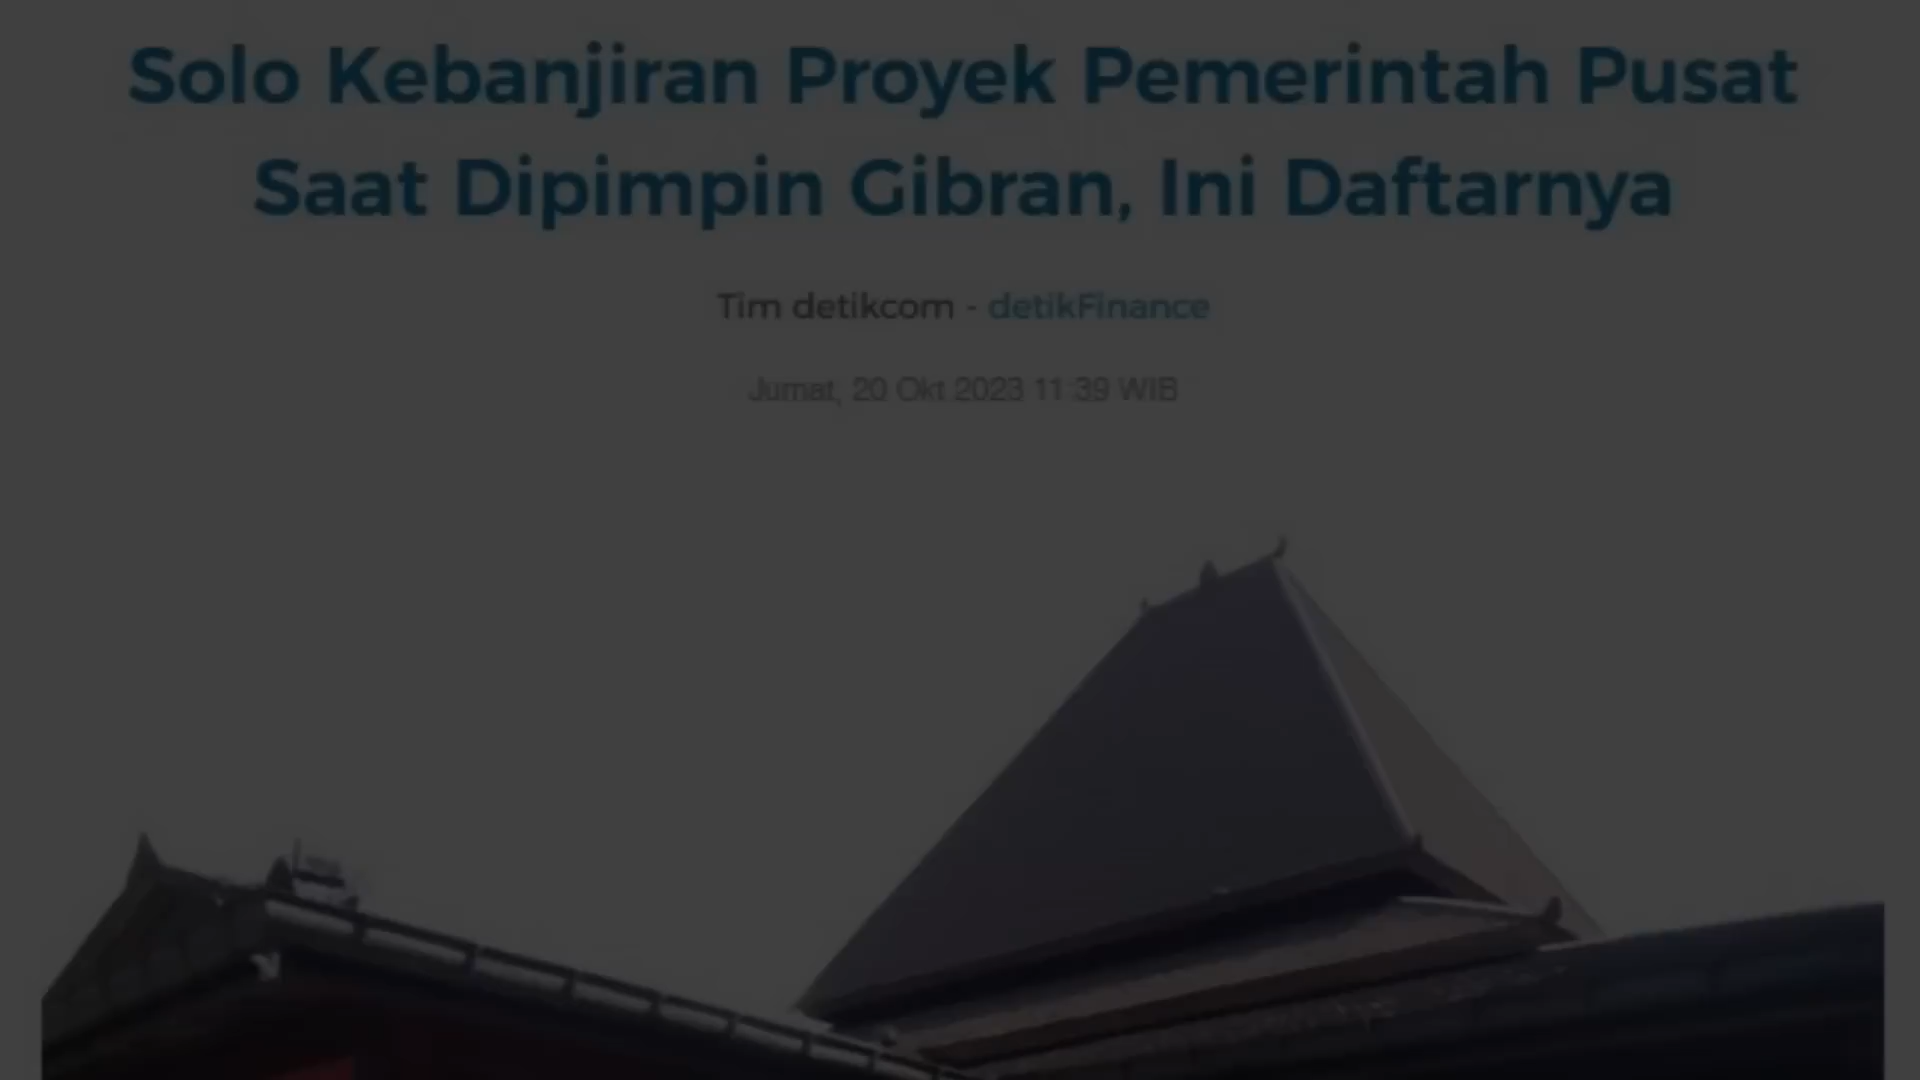 Solo Kebanjiran Proyek Pemerintah Pusat
Saat Dipimpin Gibran, Ini Daftarnya
Tim detikcom - detikFinance
Jumat, 20 Okt 2023 11:39 WIB